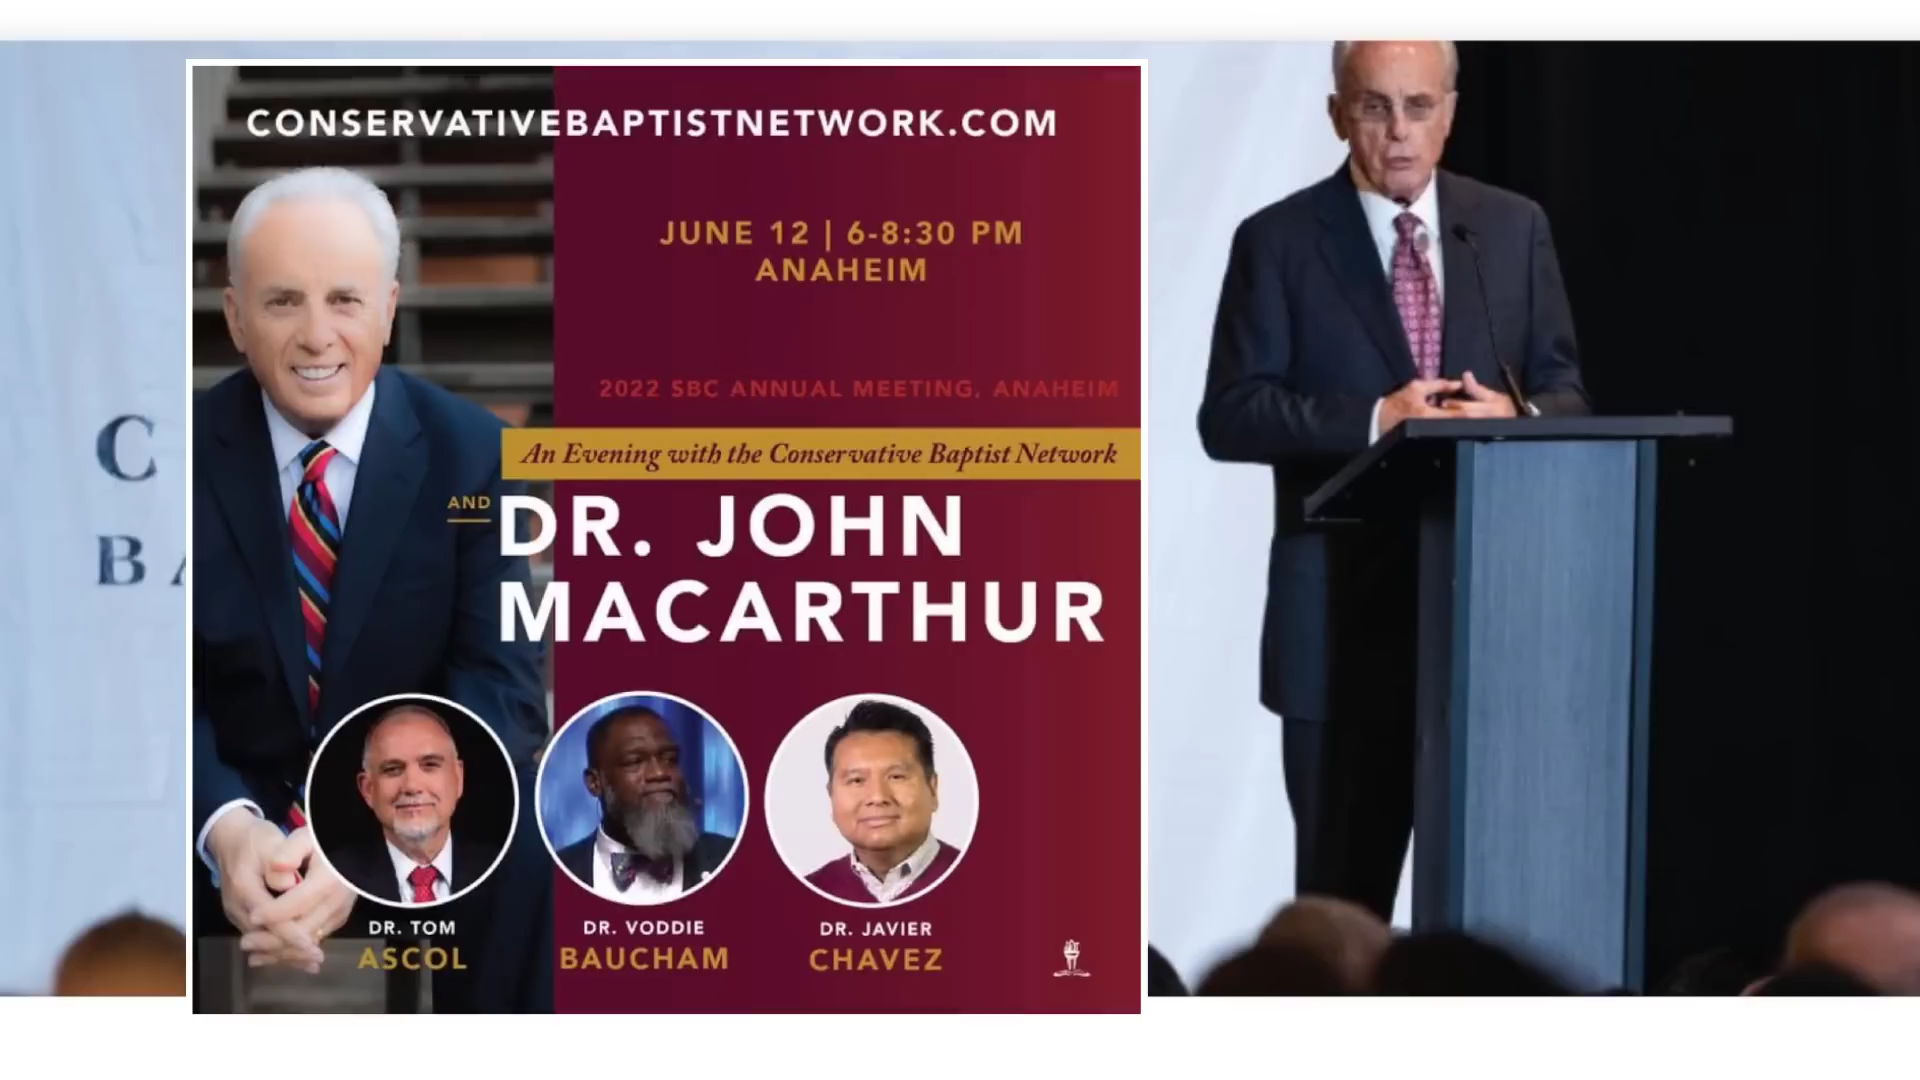 CONSERVATIVEBAPTISTNETWORK.COM
JUNE 12 | 6-8:30 PM
ANAHEIM
2022 SBC ANNUAL MEETING, ANAHEIM
An Evening with the Conservative Baptist Network
AND
DR. JOHN
MACARTHUR
DR. TOM
ASCOL
DR. VODDIE
BAUCHAM
DR. JAVIER
CHAVEZ
C
B